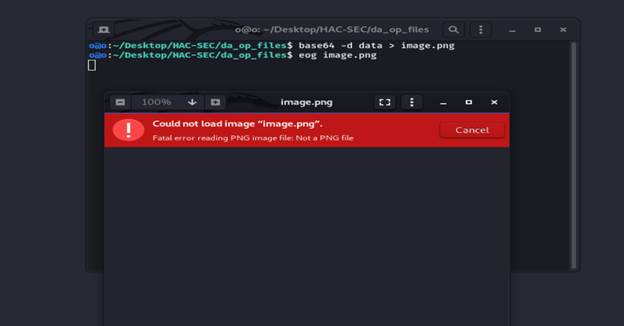 o@o: ~/Desktop/HAC-SEC/da_op_files
o@o:~/Desktop/HAC-SEC/da_op_files$ base64 -d data > image.png
o@o:~/Desktop/HAC-SEC/da_op_files$ eog image.png
100% image.png
Could not load image “image.png”.
Fatal error reading PNG image file: Not a PNG file
Cancel